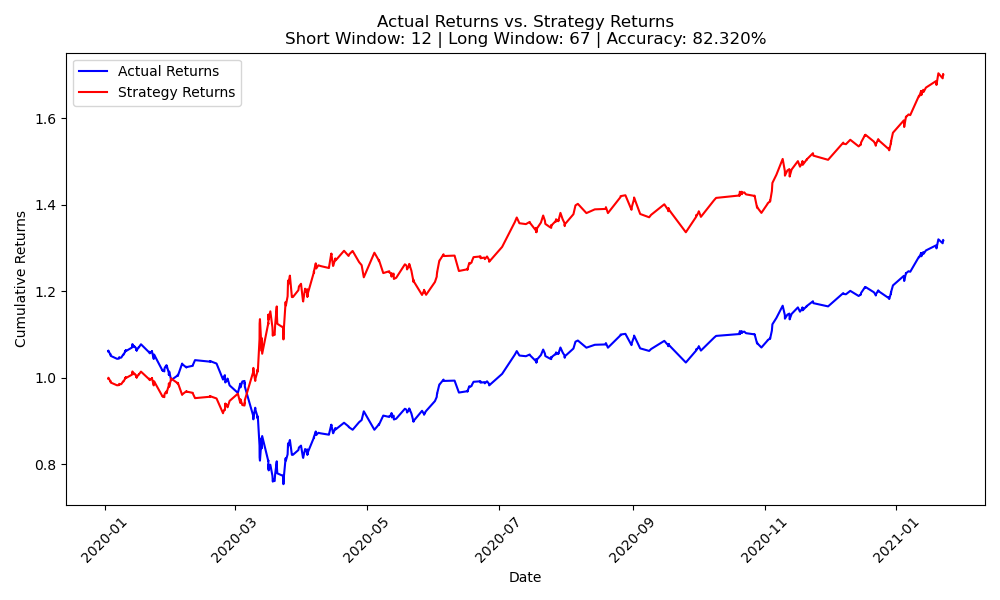 Actual Returns vs. Strategy Returns
Short Window: 12 | Long Window: 67 | Accuracy: 82.320%
Actual Returns
Strategy Returns
Cumulative Returns
1.6
1.4
1.2
1.0
0.8
2020-01
2020-03
2020-05
2020-07
2020-09
2020-11
2021-01
Date